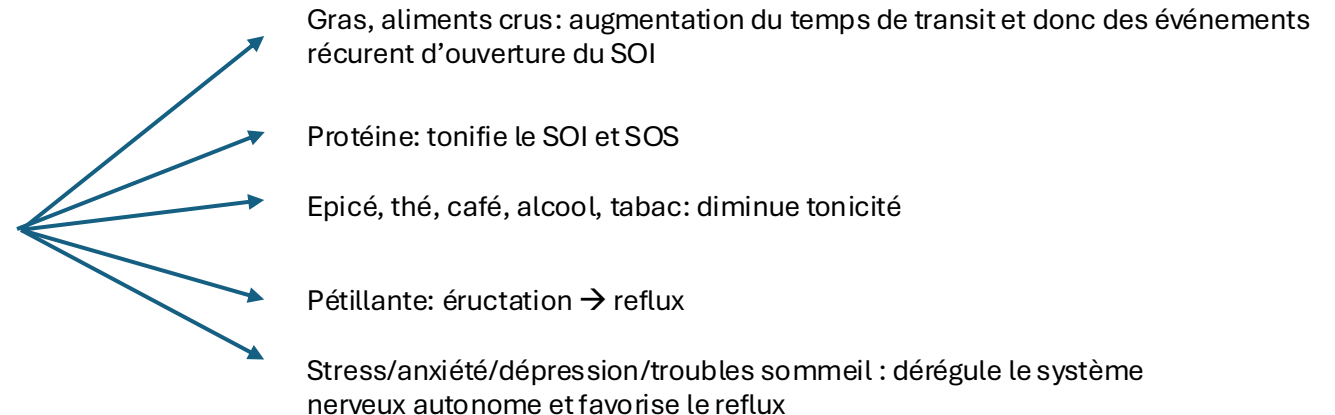 Gras, aliments crus: augmentation du temps de transit et donc des événements
récurent d’ouverture du SOI
Protéine: tonifie le SOI et SOS
Epicé, thé, café, alcool, tabac: diminue tonicité
Pétillante: éructation → reflux
Stress/anxiété/dépression/troubles sommeil : dérégule le système
nerveux autonome et favorise le reflux